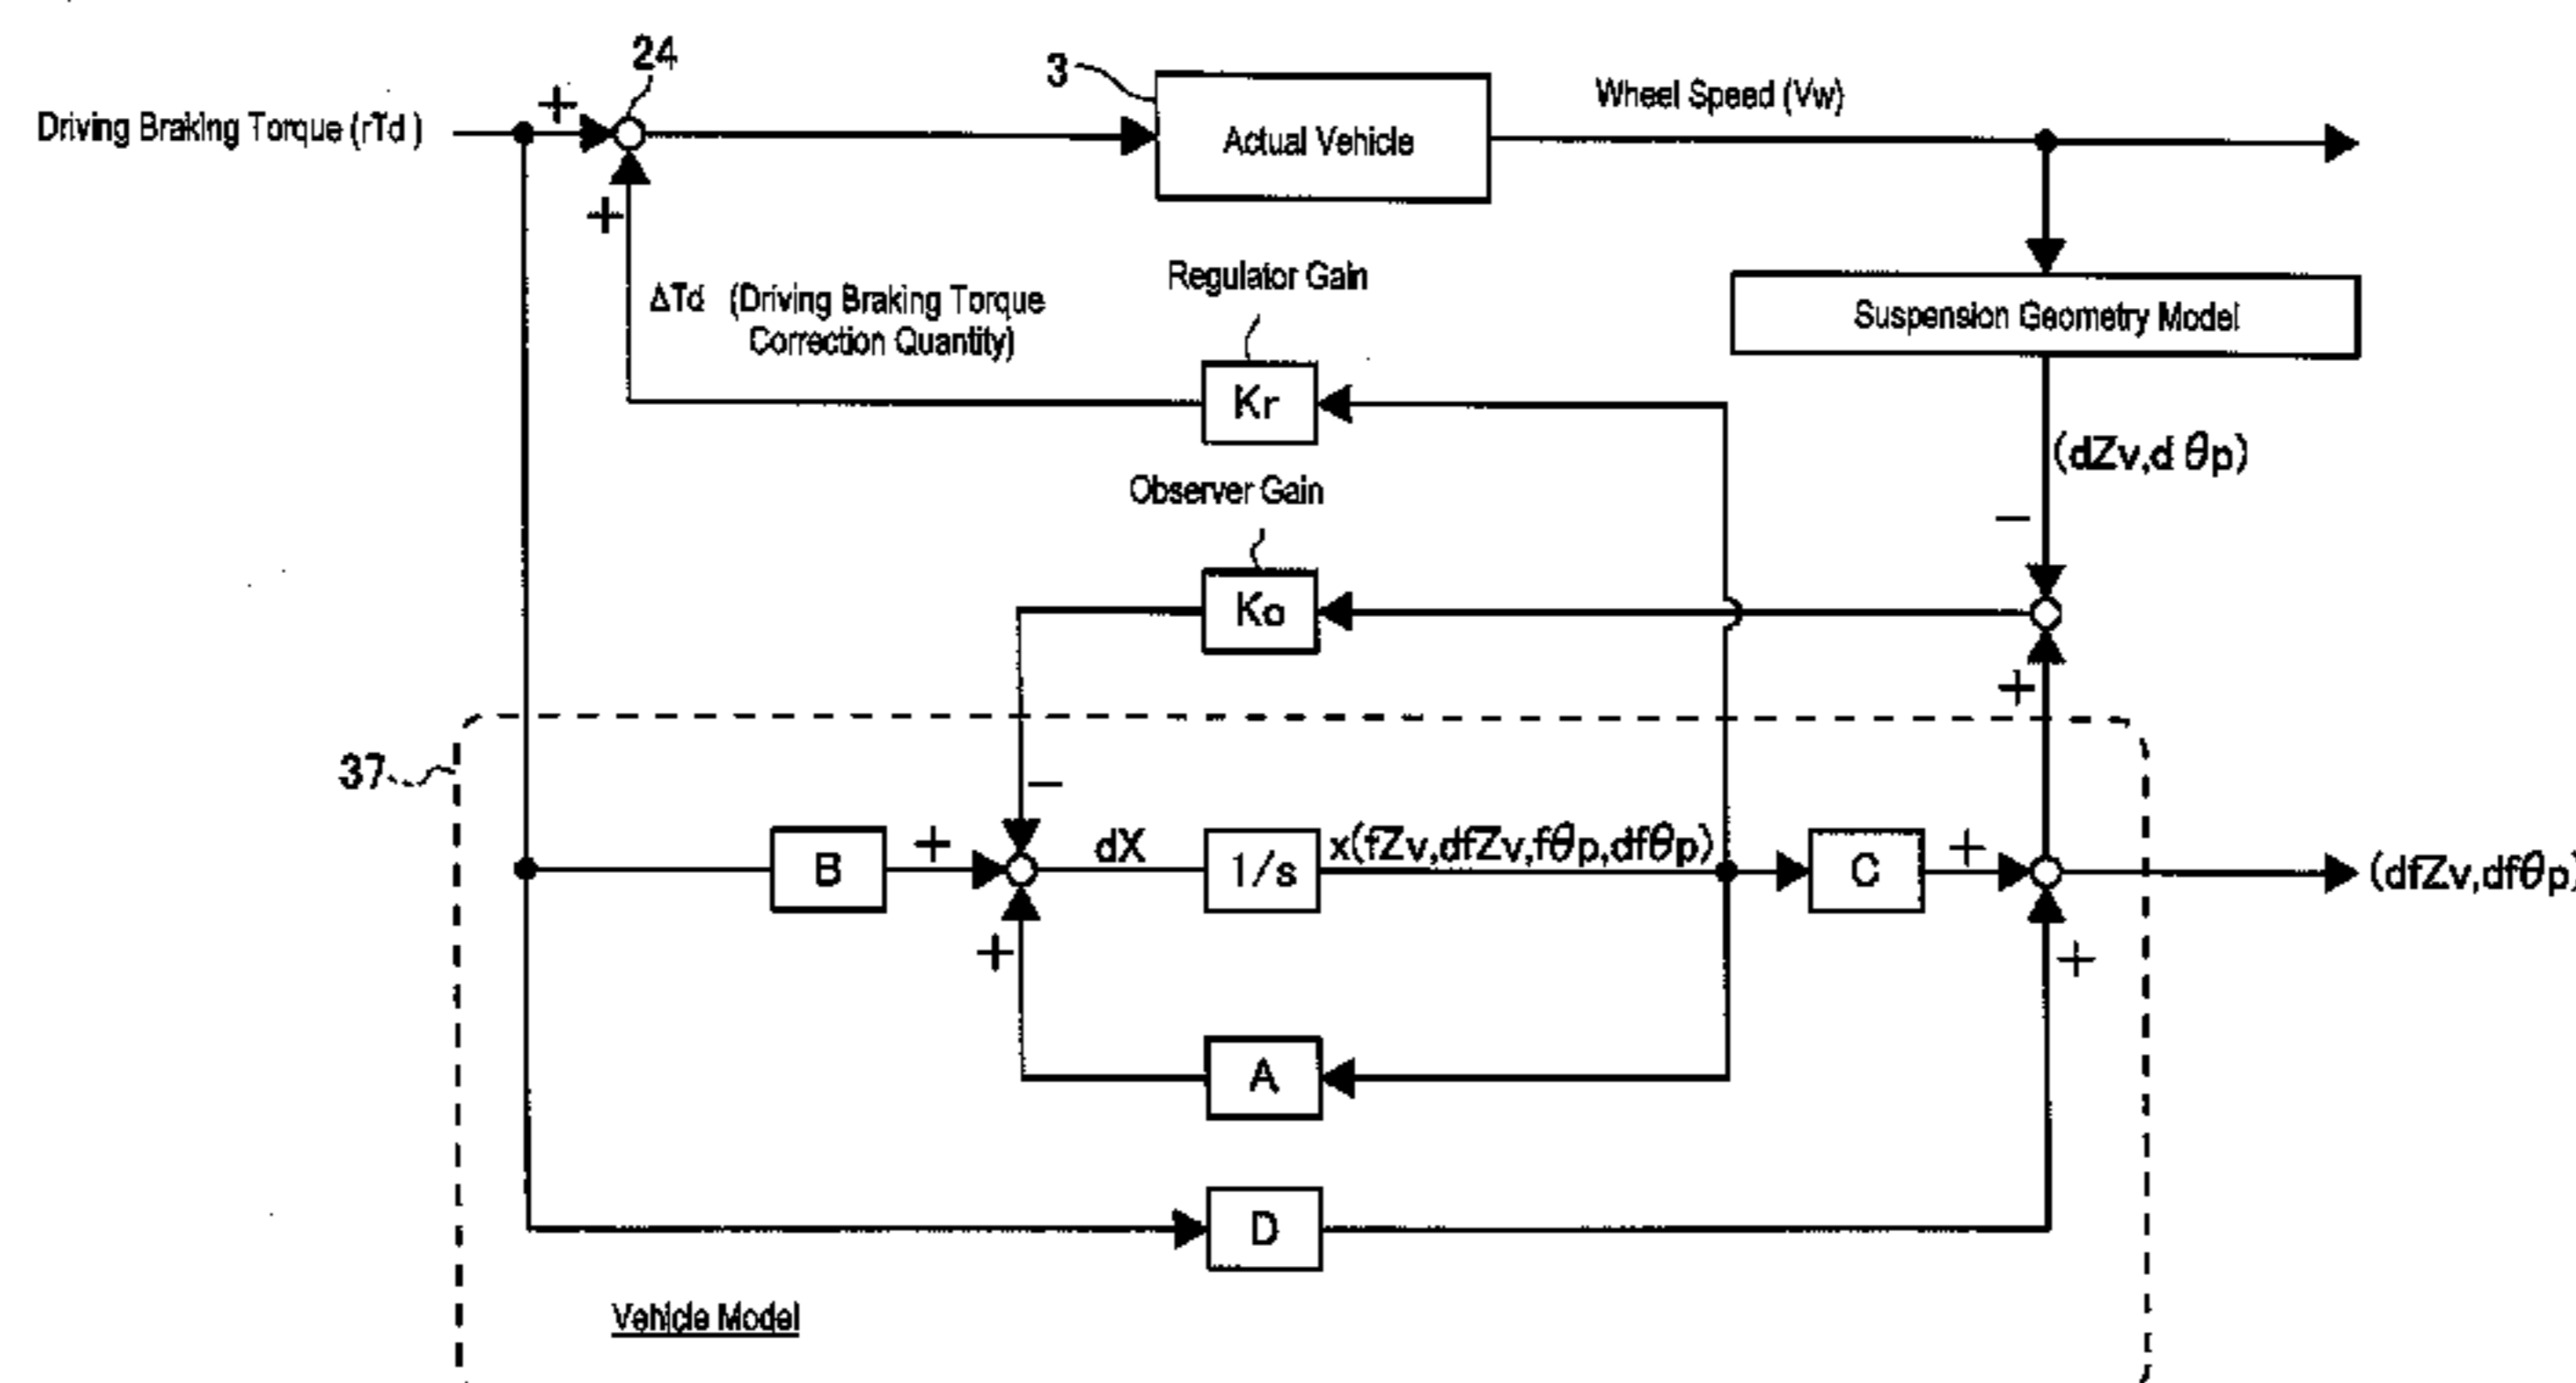 24
3
Wheel Speed (Vw)
+
Driving Braking Torque (rTd )
Actual Vehicle
+
Regulator Gain
ΔTd (Driving Braking Torque
Correction Quantity)
Suspension Geometry Model
Kr
(dZv,d θp)
Observer Gain
−
Ko
+
37
−
B
+
dX
1/s
x(fZv,dfZv,fθp,dfθp)
C
+
(dfZv,dfθp)
+
+
A
D
Vehicle Model